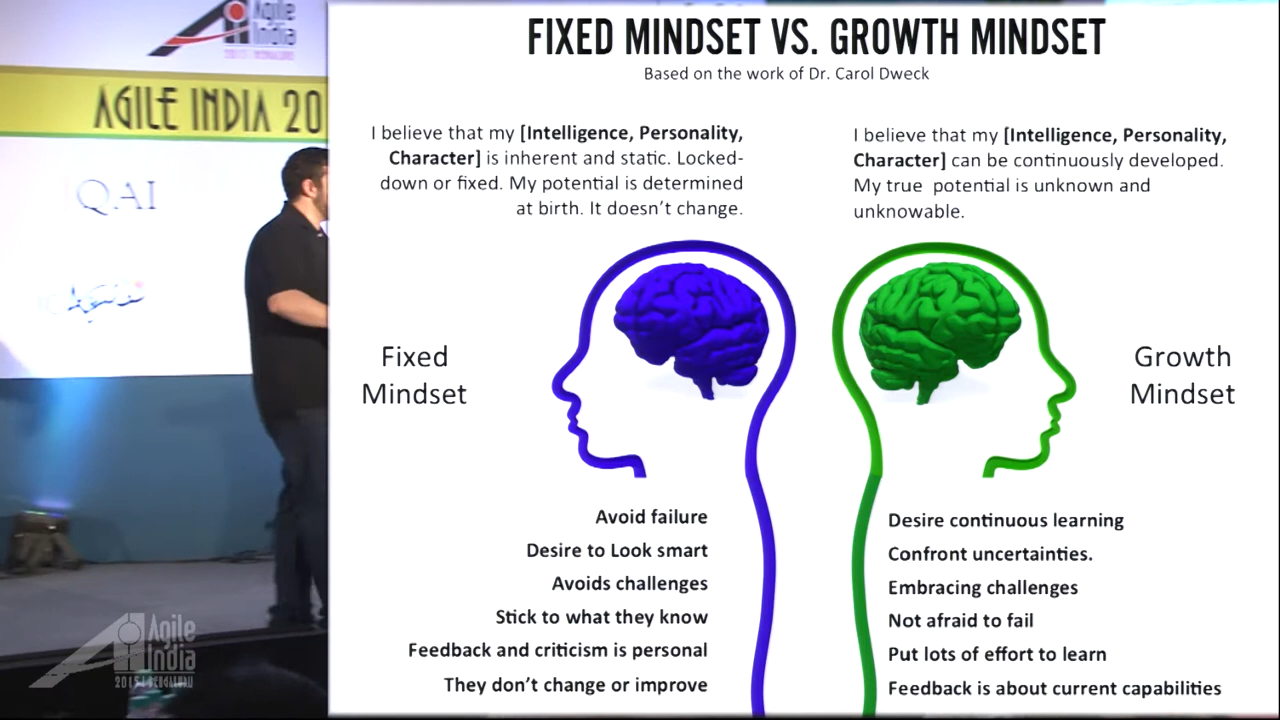 Agile
India
AGILE INDIA 20
QAI
FIXED MINDSET VS. GROWTH MINDSET
Based on the work of Dr. Carol Dweck
I believe that my [Intelligence, Personality,
Character] is inherent and static. Locked-
down or fixed. My potential is determined
at birth. It doesn’t change.
I believe that my [Intelligence, Personality,
Character] can be continuously developed.
My true potential is unknown and
unknowable.
Fixed
Mindset
Growth
Mindset
Avoid failure
Desire to Look smart
Avoids challenges
Stick to what they know
Feedback and criticism is personal
They don’t change or improve
Desire continuous learning
Confront uncertainties.
Embracing challenges
Not afraid to fail
Put lots of effort to learn
Feedback is about current capabilities
Agile
India
2015 | BENGALURU